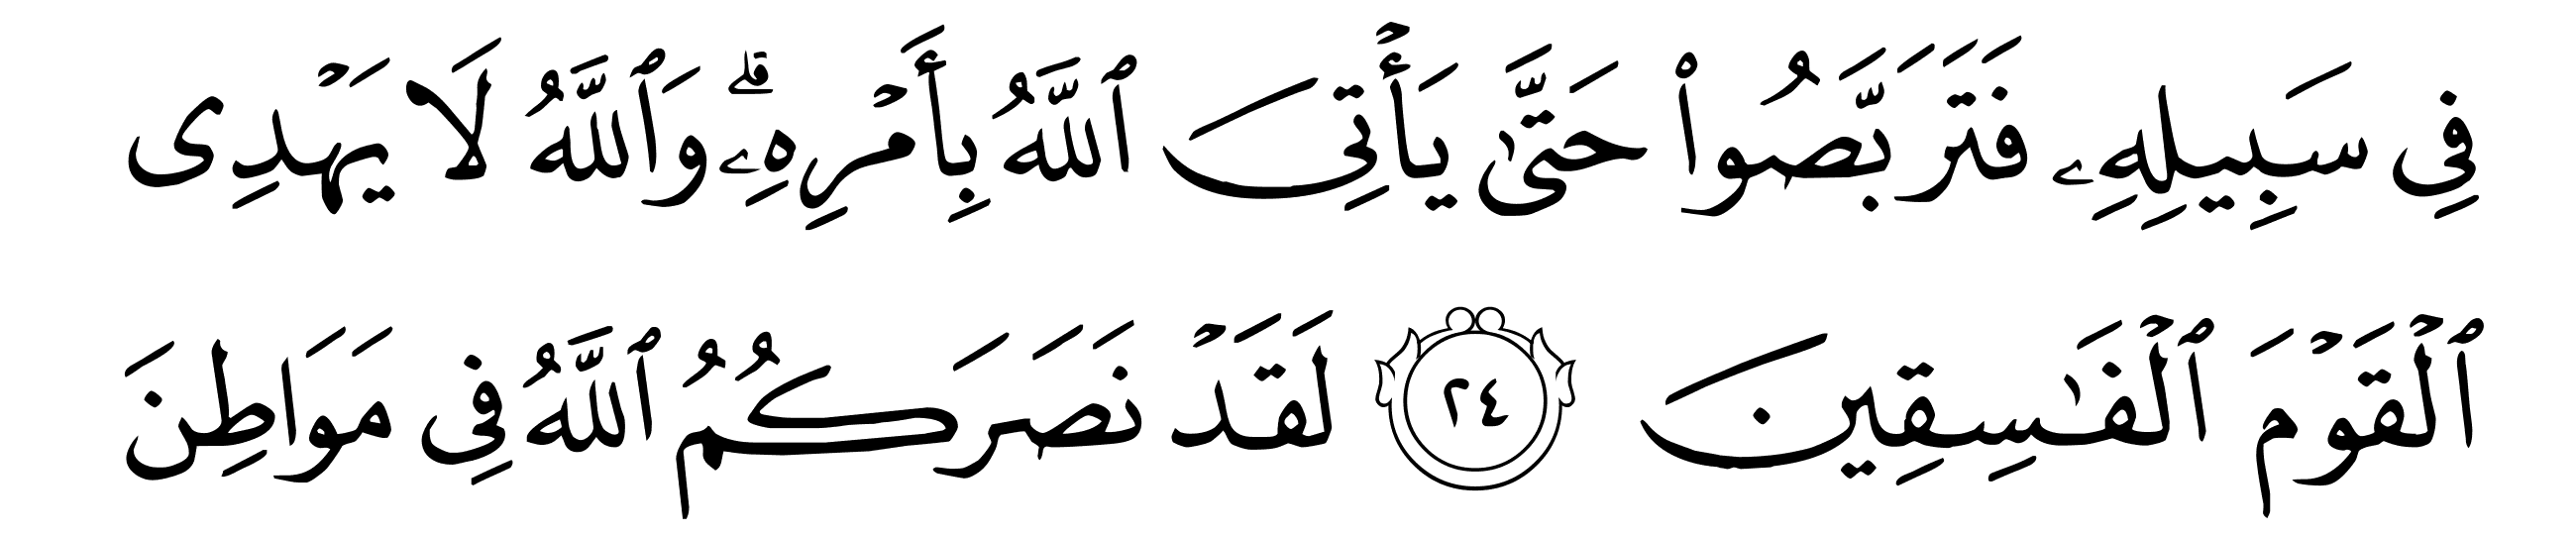 فِي سَبِيلِهِۦ فَتَرَبَّصُوا۟ حَتَّىٰ يَأْتِىَ ٱللَّهُ بِأَمْرِهِۦ ۗ وَٱللَّهُ لَا يَهْدِى
ٱلْقَوْمَ ٱلْفَـٰسِقِينَ ٢٤ لَقَدْ نَصَرَكُمُ ٱللَّهُ فِي مَوَاطِنَ